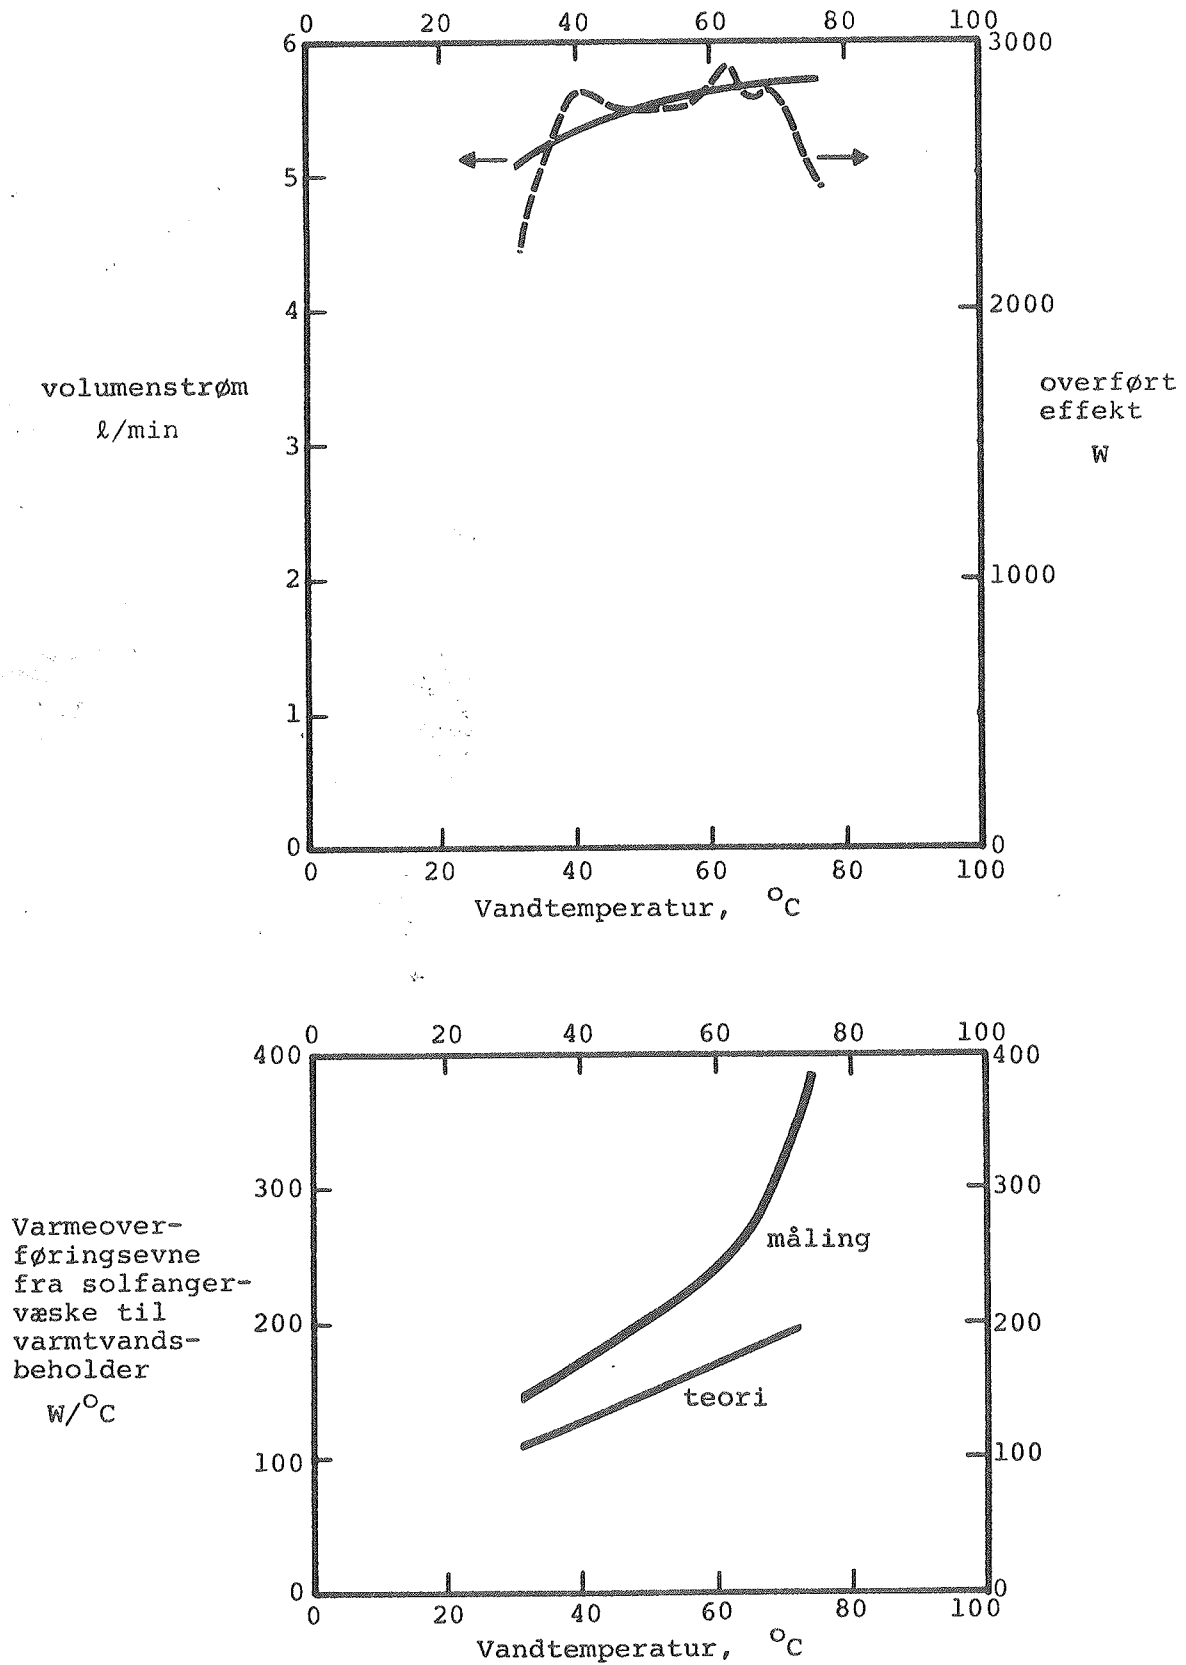 0 20 40 60 80 100
6 3000
5
4 2000
volumenstrøm
ℓ/min
overført
effekt
W
3
2 1000
1
0 0
0 20 40 60 80 100
Vandtemperatur, °C
0 20 40 60 80 100
400 400
300 300
Varmeover-
føringsevne
fra solfanger-
væske til
varmtvands-
beholder
W/°C
måling
200 200
teori
100 100
0 0
0 20 40 60 80 100
Vandtemperatur, °C